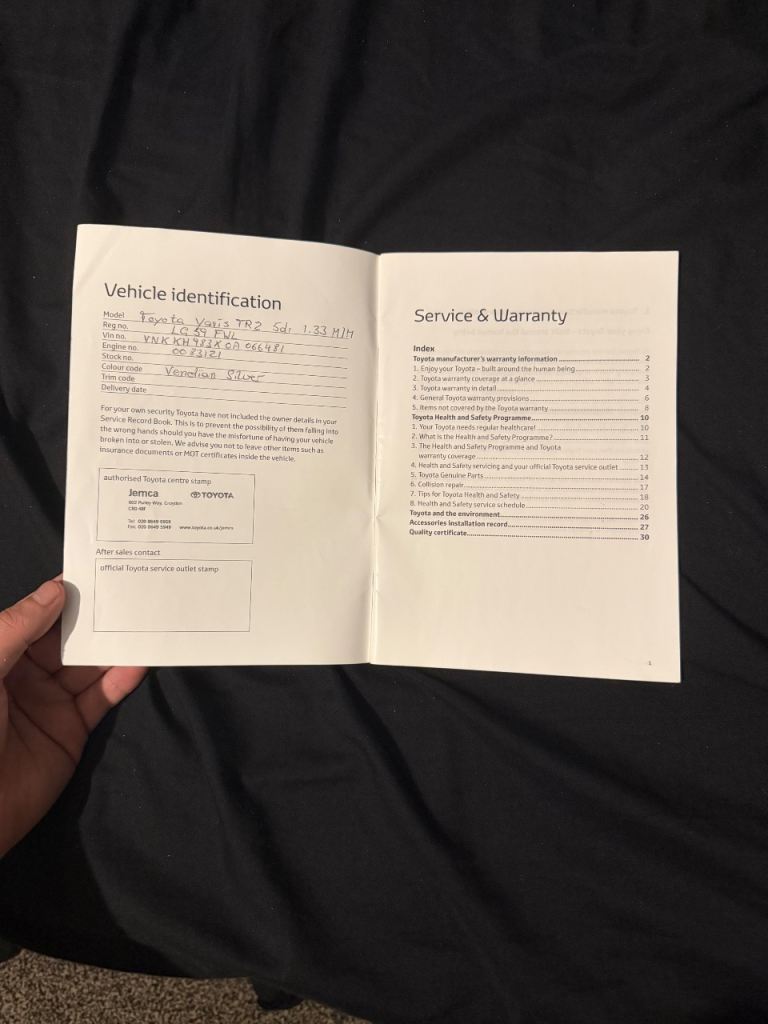 Vehicle identification
Model Toyota Yaris TR2 5dr 1.33 M/M
Reg no. LG59 FWL
Vin no. VNKKH983X0A066481
Engine no. 0033121
Stock no.
Colour code Venetian Silver
Trim code
Delivery date
For your own security Toyota have not included the owner details in your
Service Record Book. This is to prevent the possibility of them falling into
the wrong hands should you have the misfortune of having your vehicle
broken into or stolen. We advise you not to leave other items such as
insurance documents or MOT certificates inside the vehicle.
authorised Toyota centre stamp
Jemca TOYOTA
Purley Way, Croydon
www.toyota.co.uk/jemca
After sales contact
official Toyota service outlet stamp
Service & Warranty
Index
Toyota manufacturer's warranty information 2
1. Enjoy your Toyota – built around the human being 2
2. Toyota warranty coverage at a glance 3
3. Toyota warranty in detail 4
4. General Toyota warranty provisions 6
5. Items not covered by the Toyota warranty 8
Toyota Health and Safety Programme 10
1. Your Toyota needs regular healthcare! 10
2. What is the Health and Safety Programme? 11
3. The Health and Safety Programme and Toyota
warranty coverage 12
4. Health and Safety servicing and your official Toyota service outlet 13
5. Toyota Genuine Parts 14
6. Collision repair 17
7. Tips for Toyota Health and Safety 18
8. Health and Safety service schedule 20
Toyota and the environment 26
Accessories installation record 27
Quality certificate 30
1